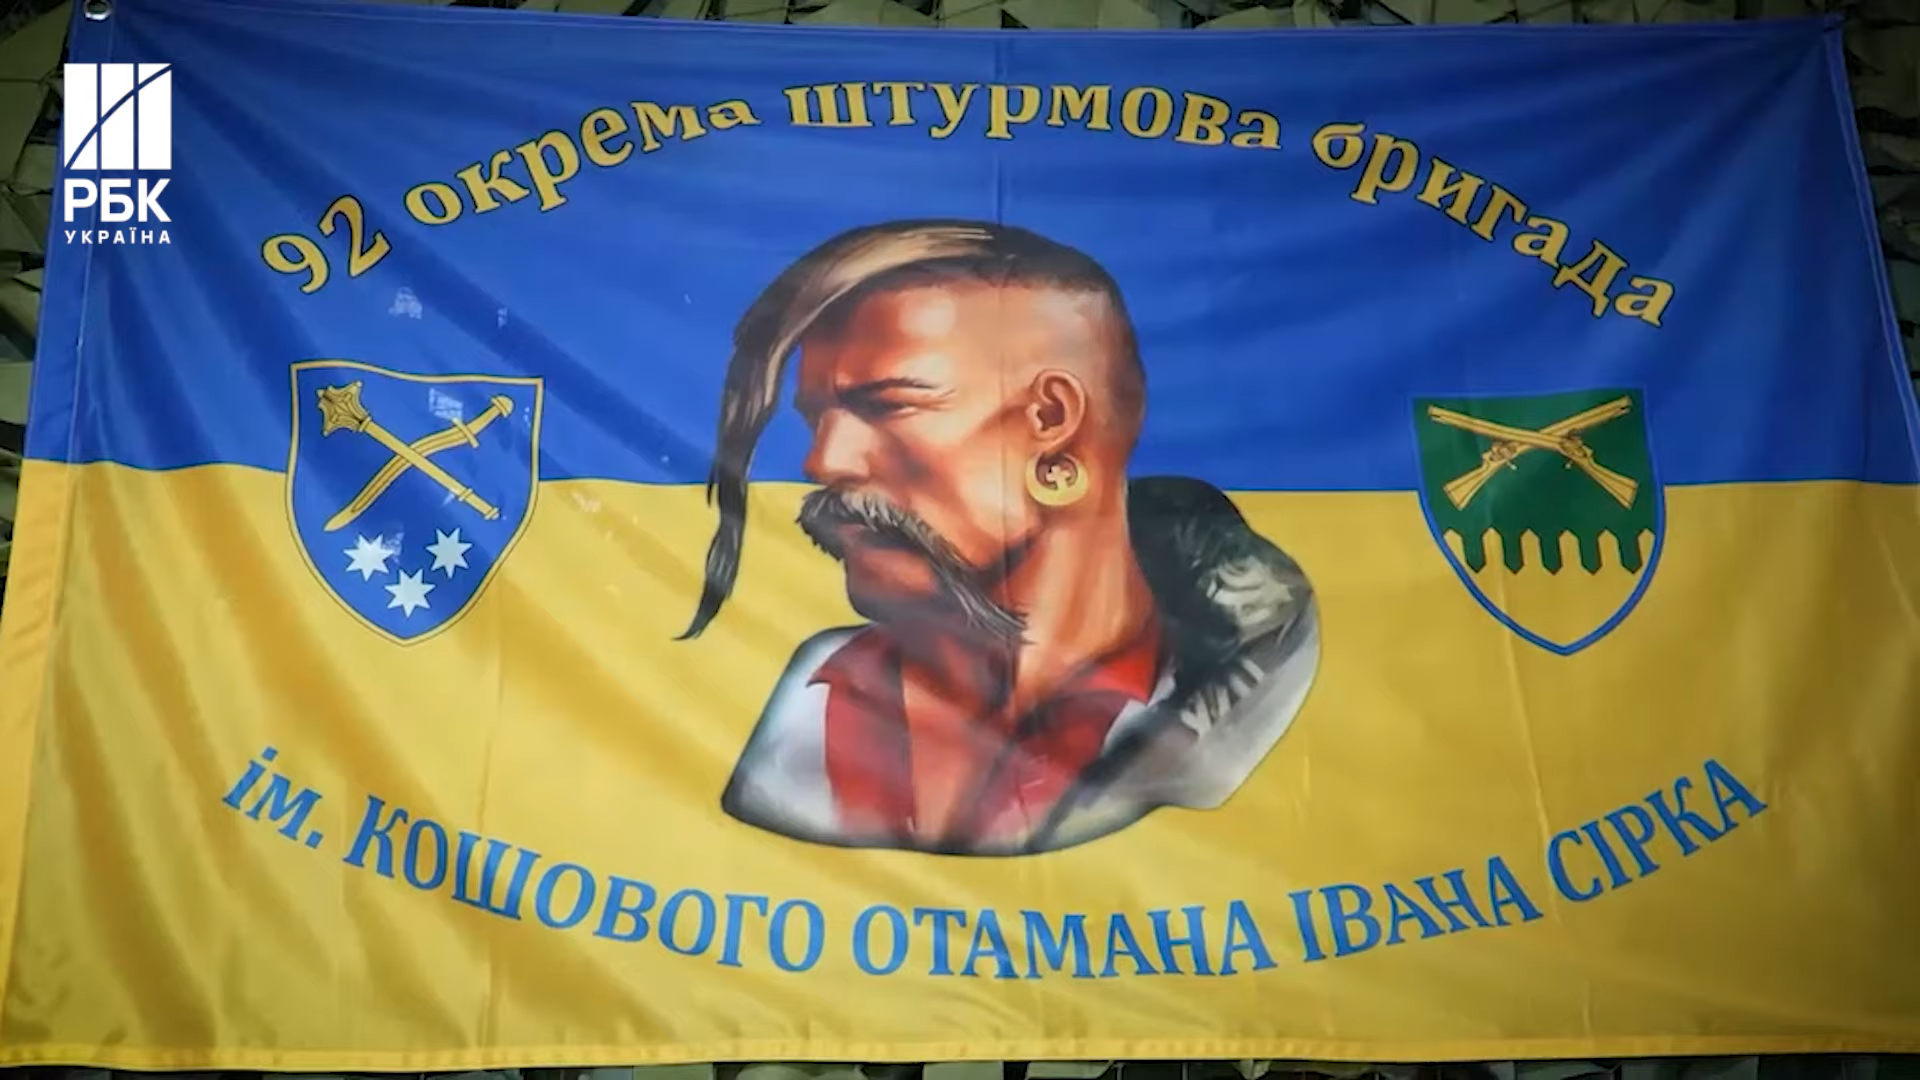 РБК
УКРАЇНА
92 окрема штурмова бригада
ім. КОШОВОГО ОТАМАНА ІВАНА СІРКА